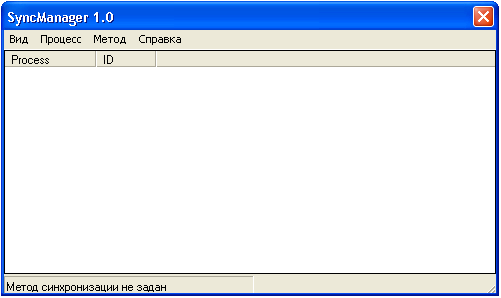 SyncManager 1.0
Вид Процесс Метод Справка
Process ID
Метод синхронизации не задан